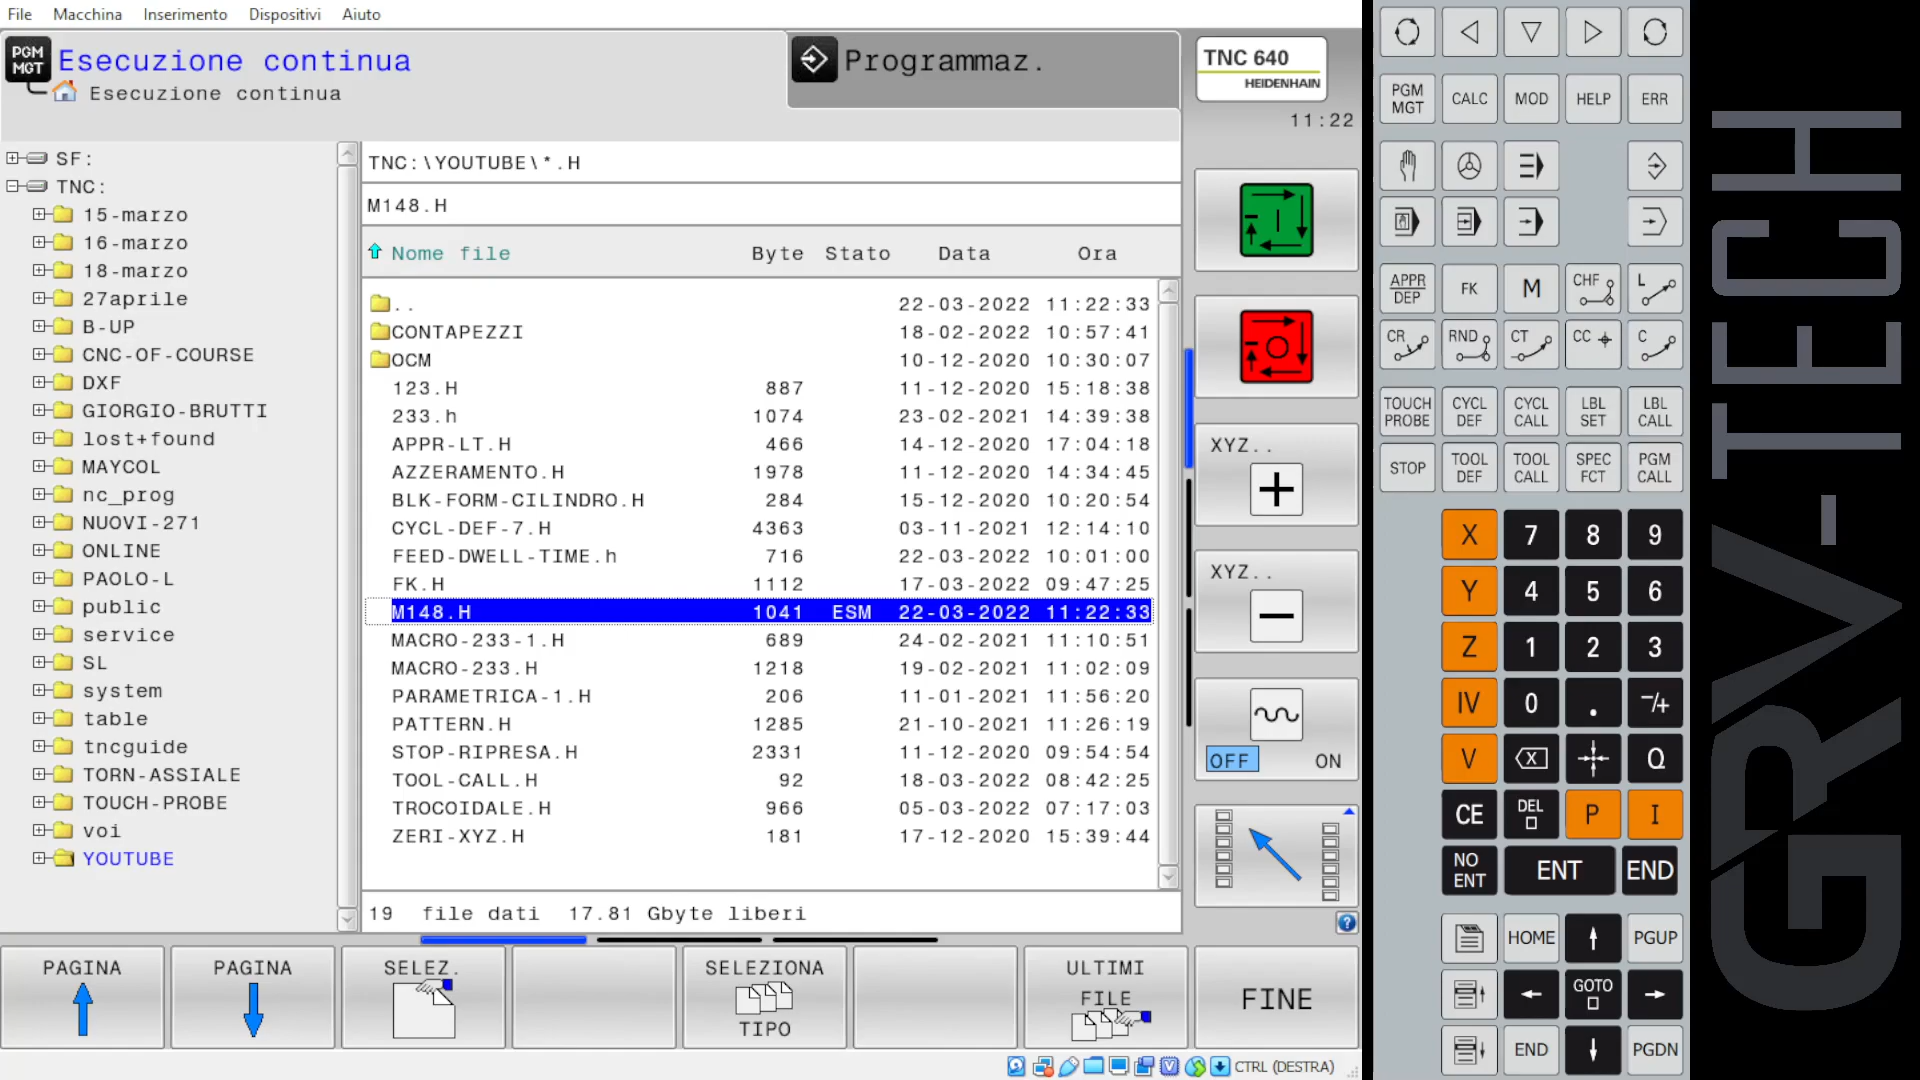 File Macchina Inserimento Dispositivi Aiuto
PGM MGT
Esecuzione continua
Esecuzione continua
Programmaz.
TNC 640
HEIDENHAIN
11:22
SF:
TNC:
15-marzo
16-marzo
18-marzo
27aprile
B-UP
CNC-OF-COURSE
DXF
GIORGIO-BRUTTI
lost+found
MAYCOL
nc_prog
NUOVI-271
ONLINE
PAOLO-L
public
service
SL
system
table
tncguide
TORN-ASSIALE
TOUCH-PROBE
voi
YOUTUBE
TNC:\YOUTUBE\*.H
M148.H
Nome file Byte Stato Data Ora
.. 22-03-2022 11:22:33
CONTAPEZZI 18-02-2022 10:57:41
OCM 10-12-2020 10:30:07
123.H 887 11-12-2020 15:18:38
233.h 1074 23-02-2021 14:39:38
APPR-LT.H 466 14-12-2020 17:04:18
AZZERAMENTO.H 1978 11-12-2020 14:34:45
BLK-FORM-CILINDRO.H 284 15-12-2020 10:20:54
CYCL-DEF-7.H 4363 03-11-2021 12:14:10
FEED-DWELL-TIME.h 716 22-03-2022 10:01:00
FK.H 1112 17-03-2022 09:47:25
M148.H 1041 ESM 22-03-2022 11:22:33
MACRO-233-1.H 689 24-02-2021 11:10:51
MACRO-233.H 1218 19-02-2021 11:02:09
PARAMETRICA-1.H 206 11-01-2021 11:56:20
PATTERN.H 1285 21-10-2021 11:26:19
STOP-RIPRESA.H 2331 11-12-2020 09:54:54
TOOL-CALL.H 92 18-03-2022 08:42:25
TROCOIDALE.H 966 05-03-2022 07:17:03
ZERI-XYZ.H 181 17-12-2020 15:39:44
19 file dati 17.81 Gbyte liberi
XYZ..
+
XYZ..
−
OFF ON
PAGINA
PAGINA
SELEZ.
SELEZIONA
TIPO
ULTIMI
FILE
FINE
CTRL (DESTRA)
PGM MGT CALC MOD HELP ERR
APPR DEP FK M CHF L
CR RND CT CC C
TOUCH PROBE CYCL DEF CYCL CALL LBL SET LBL CALL
STOP TOOL DEF TOOL CALL SPEC FCT PGM CALL
X 7 8 9
Y 4 5 6
Z 1 2 3
IV 0 . −/+
V X Q
CE DEL P I
NO ENT ENT END
HOME PGUP
GOTO
END PGDN
GRV-TECH